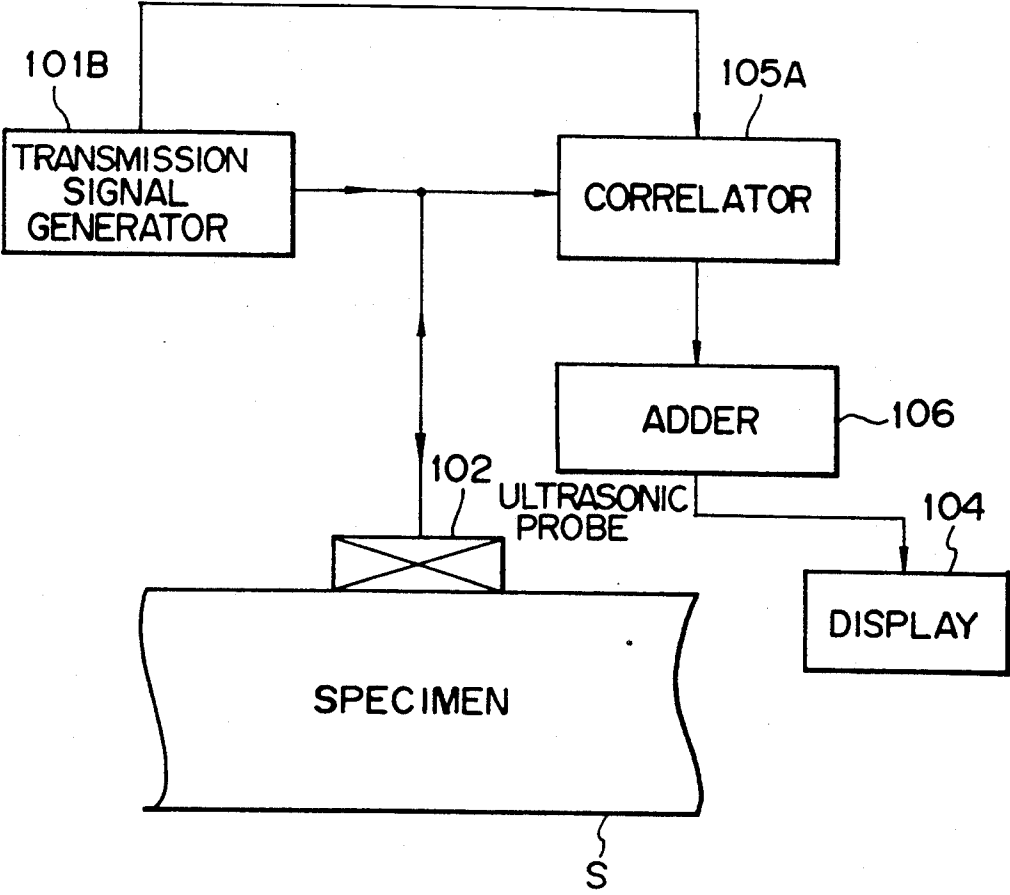 101B
105A
TRANSMISSION
SIGNAL
GENERATOR
CORRELATOR
ADDER
106
102
ULTRASONIC
PROBE
104
DISPLAY
SPECIMEN
S